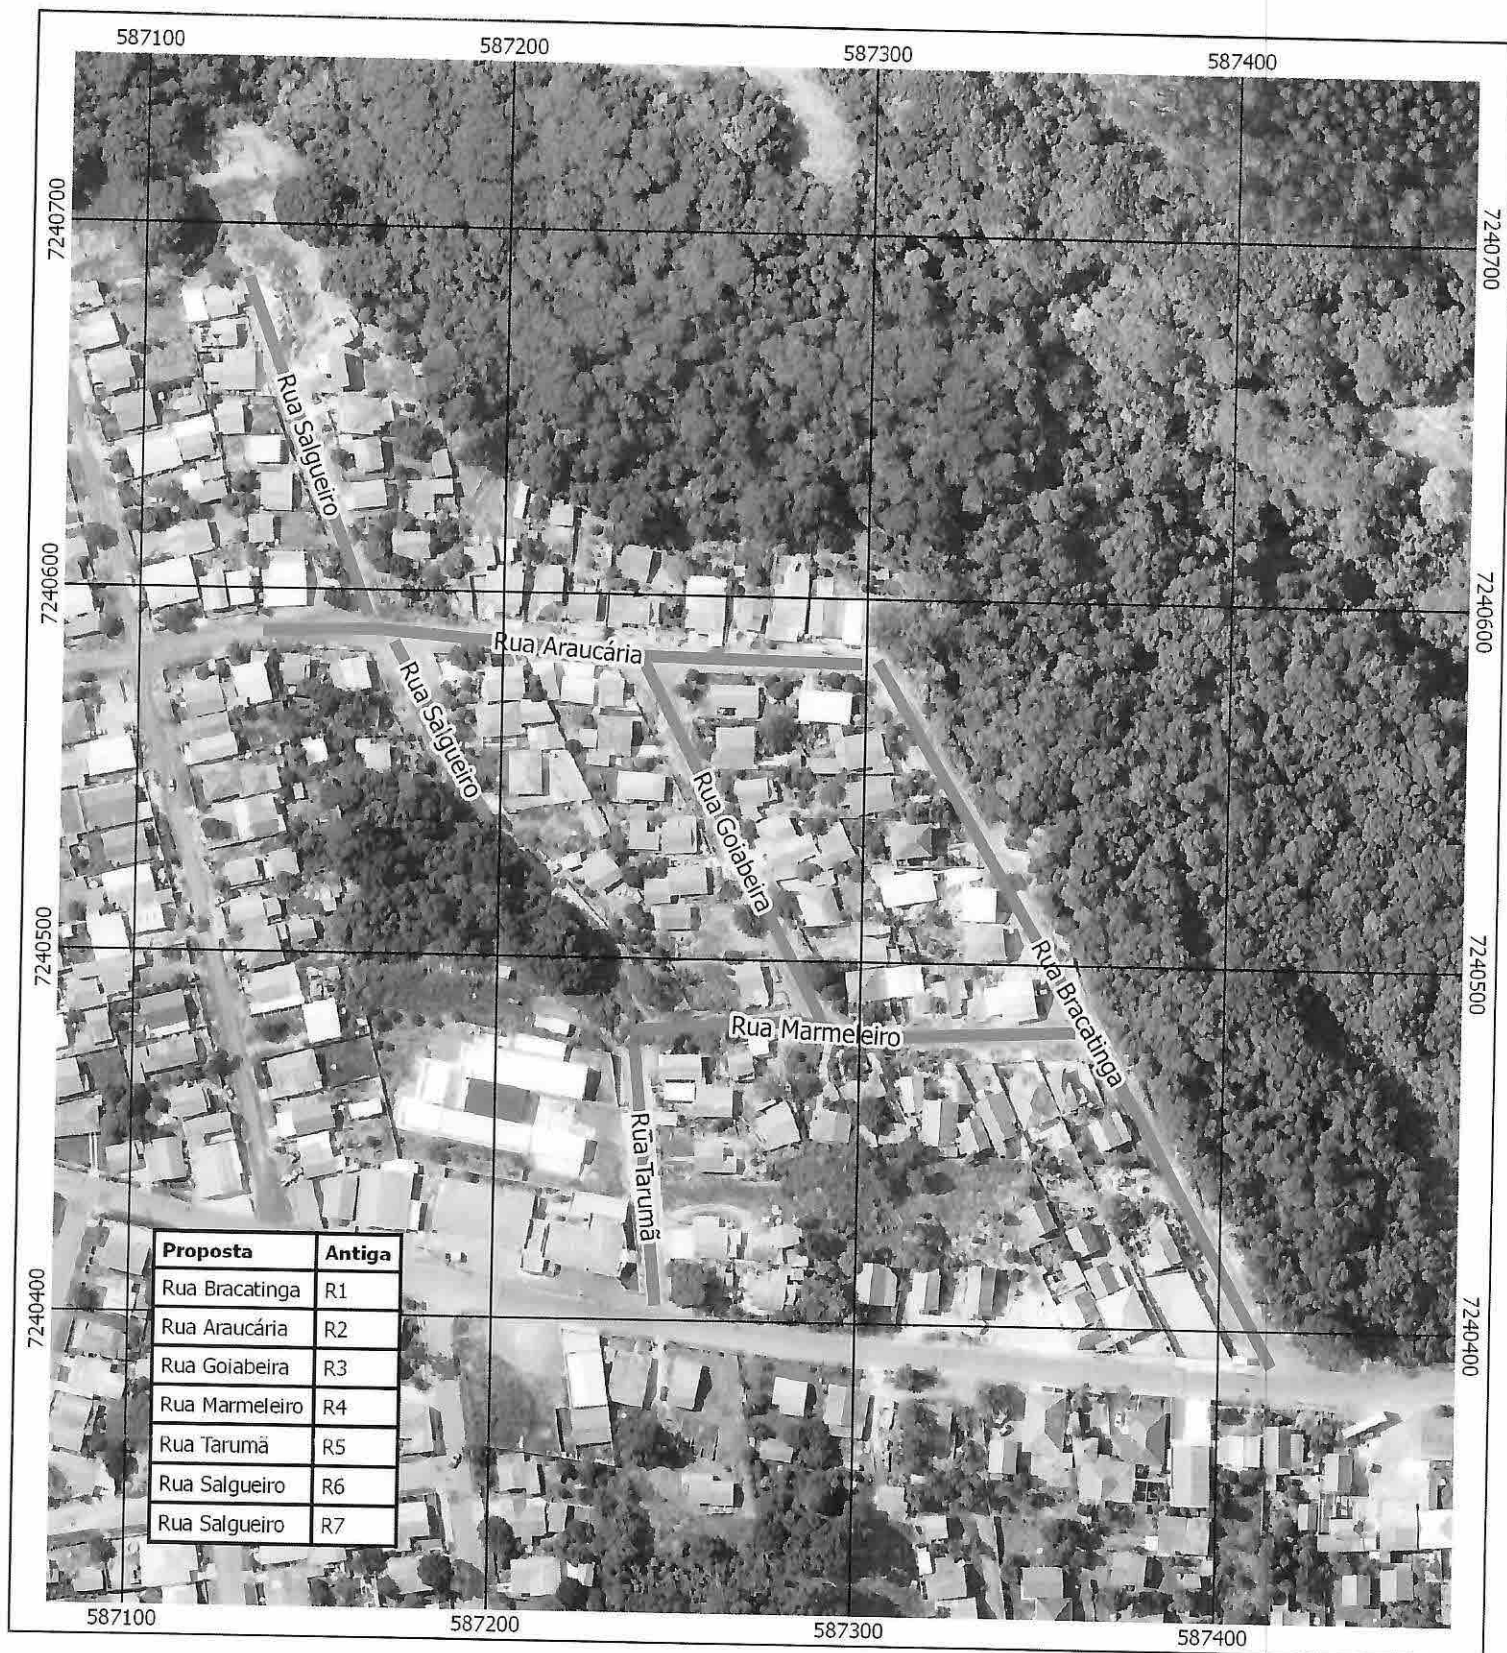 587100 587200 587300 587400
7240700
7240700
Rua Salgueiro
7240600
7240600
Rua Araucária
Rua Salgueiro
Rua Goiabeira
7240500
7240500
Rua Bracatinga
Rua Marmeleiro
Rua Tarumã
Proposta Antiga
Rua Bracatinga R1
Rua Araucária R2
Rua Goiabeira R3
Rua Marmeleiro R4
Rua Tarumã R5
Rua Salgueiro R6
Rua Salgueiro R7
7240400
7240400
587100 587200 587300 587400